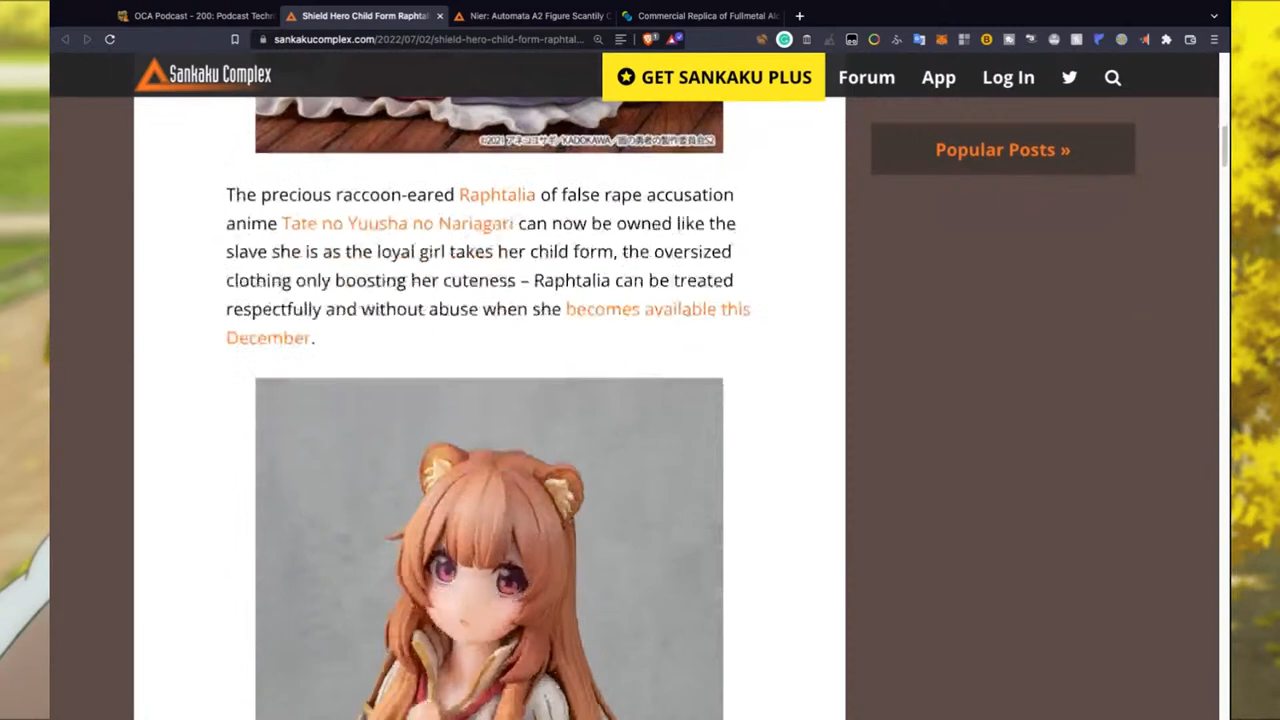 OCA Podcast - 200: Podcast Techn
Shield Hero Child Form Raphtal
Nier: Automata A2 Figure Scantily C
Commercial Replica of Fullmetal Al
sankakucomplex.com/2022/07/02/shield-hero-child-form-raphtal...
Sankaku Complex
GET SANKAKU PLUS
Forum
App
Log In
Popular Posts »
The precious raccoon-eared Raphtalia of false rape accusation
anime Tate no Yuusha no Nariagari can now be owned like the
slave she is as the loyal girl takes her child form, the oversized
clothing only boosting her cuteness – Raphtalia can be treated
respectfully and without abuse when she becomes available this
December.